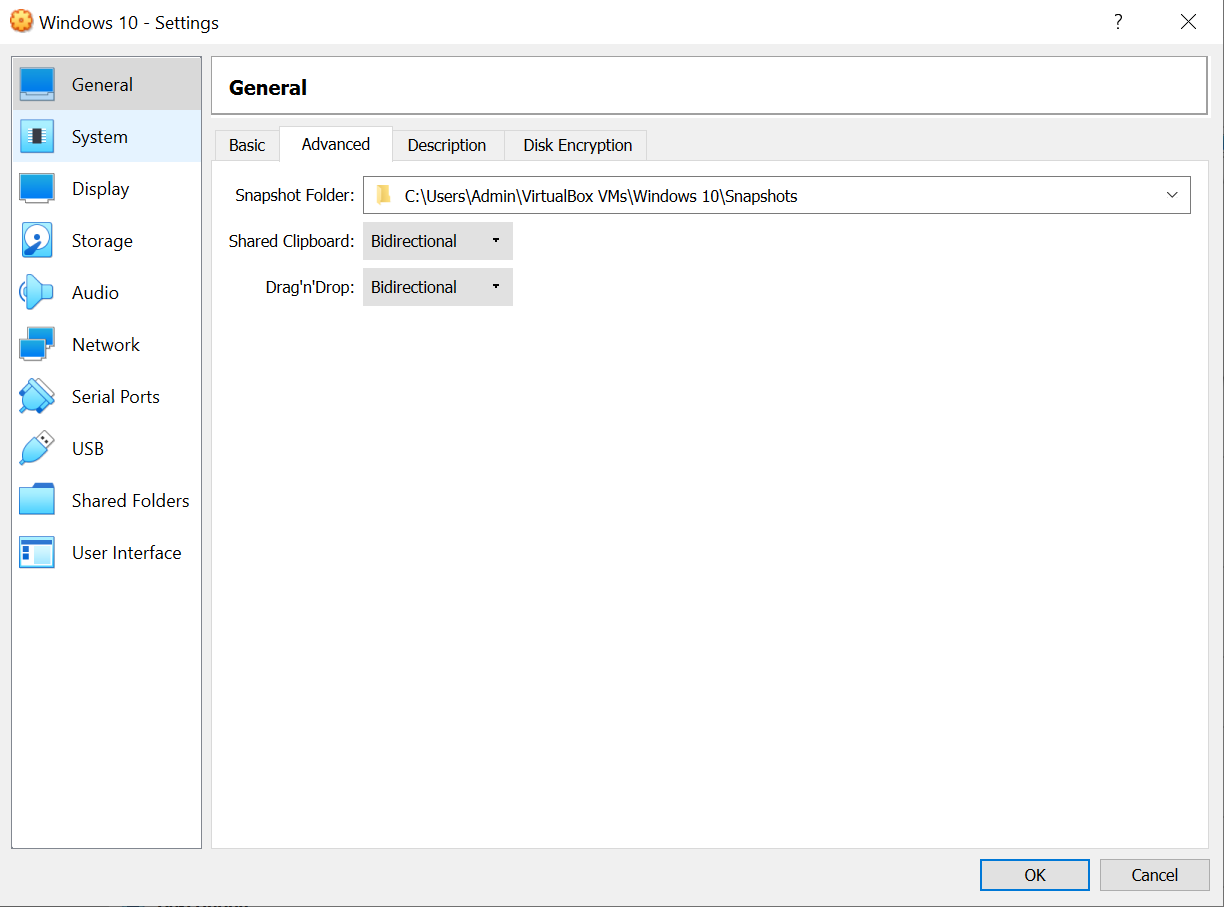 Windows 10 - Settings
?
General
System
Display
Storage
Audio
Network
Serial Ports
USB
Shared Folders
User Interface
General
Basic Advanced Description Disk Encryption
Snapshot Folder: C:\Users\Admin\VirtualBox VMs\Windows 10\Snapshots
Shared Clipboard: Bidirectional
Drag'n'Drop: Bidirectional
OK Cancel